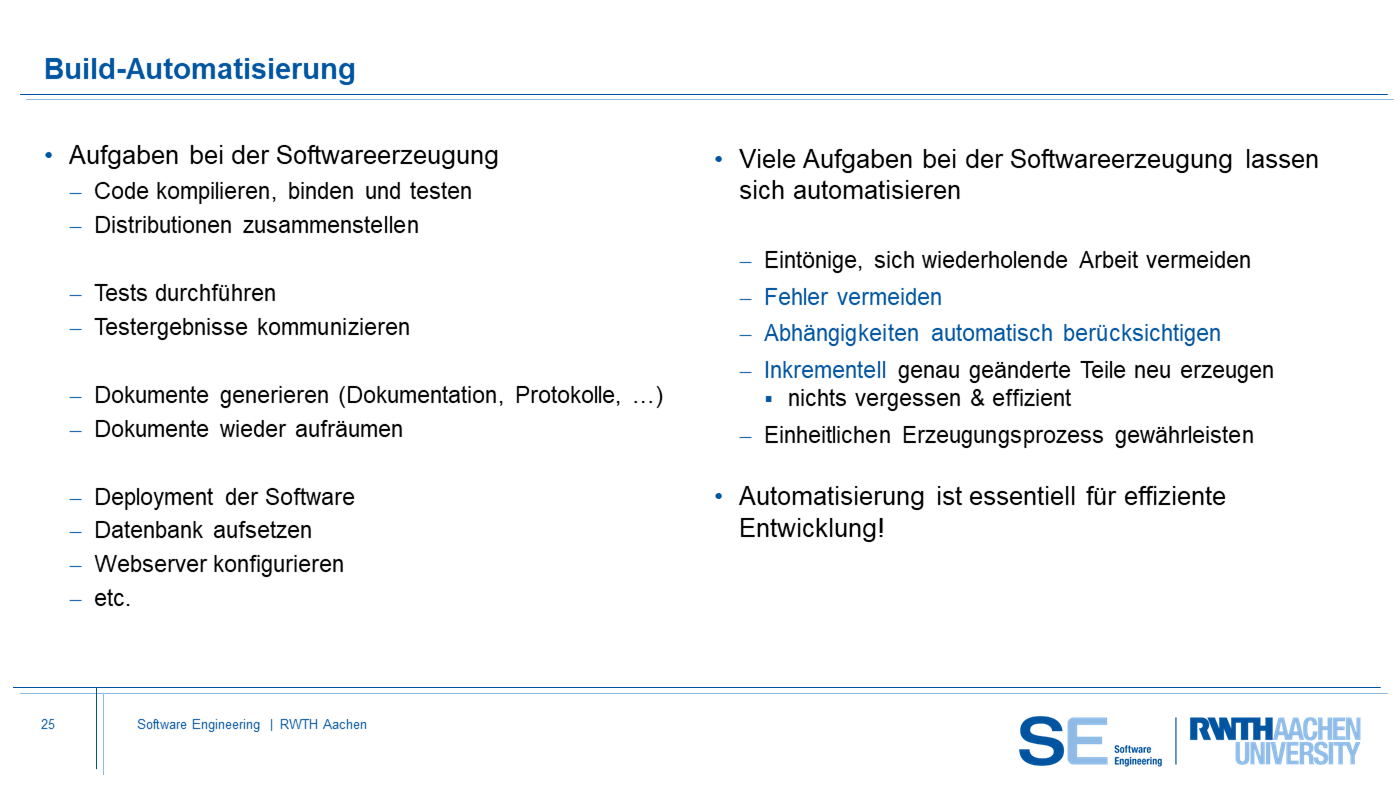 Build-Automatisierung
• Aufgaben bei der Softwareerzeugung
– Code kompilieren, binden und testen
– Distributionen zusammenstellen
– Tests durchführen
– Testergebnisse kommunizieren
– Dokumente generieren (Dokumentation, Protokolle, …)
– Dokumente wieder aufräumen
– Deployment der Software
– Datenbank aufsetzen
– Webserver konfigurieren
– etc.
• Viele Aufgaben bei der Softwareerzeugung lassen
sich automatisieren
– Eintönige, sich wiederholende Arbeit vermeiden
– Fehler vermeiden
– Abhängigkeiten automatisch berücksichtigen
– Inkrementell genau geänderte Teile neu erzeugen
▪ nichts vergessen & effizient
– Einheitlichen Erzeugungsprozess gewährleisten
• Automatisierung ist essentiell für effiziente
Entwicklung!
25
Software Engineering | RWTH Aachen
SE Software
Engineering
RWTHAACHEN
UNIVERSITY